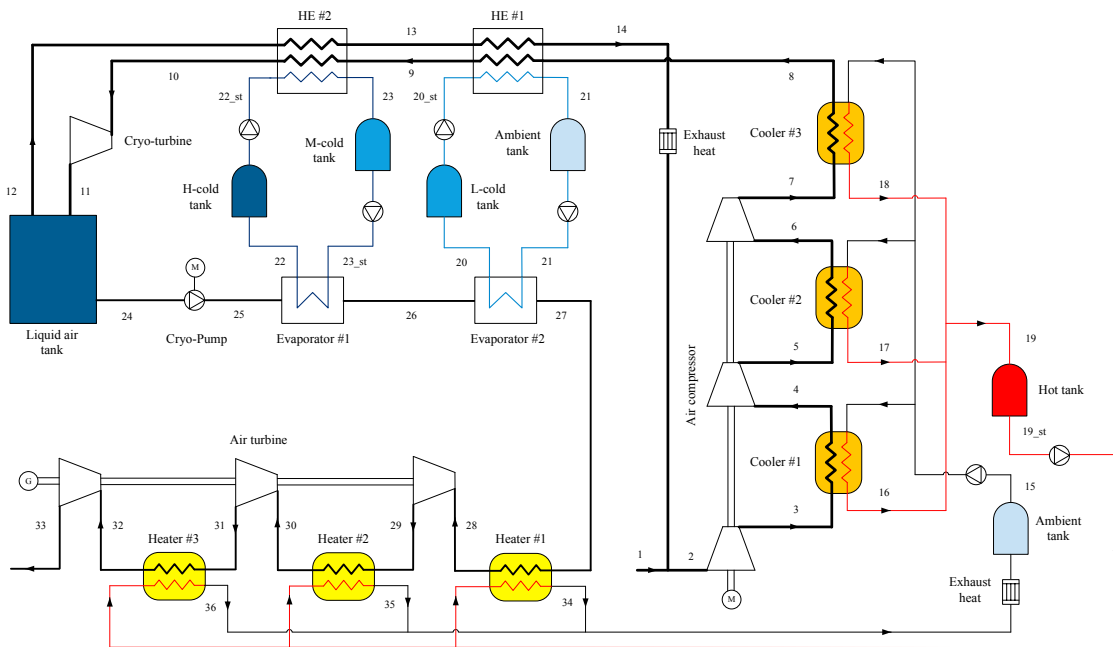 HE #2
HE #1
13
14
10
9
8
22_st
23
20_st
21
Cryo-turbine
M-cold
tank
Ambient
tank
Exhaust
heat
Cooler #3
12
11
H-cold
tank
L-cold
tank
7
18
6
22
23_st
20
21
M
Cooler #2
24
25
26
27
Liquid air
tank
Cryo-Pump
Evaporator #1
Evaporator #2
5
17
19
Air compressor
4
Hot tank
19_st
Air turbine
Cooler #1
G
16
15
33
32
31
30
29
28
3
Ambient
tank
Heater #3
Heater #2
Heater #1
1
2
Exhaust
heat
M
36
35
34